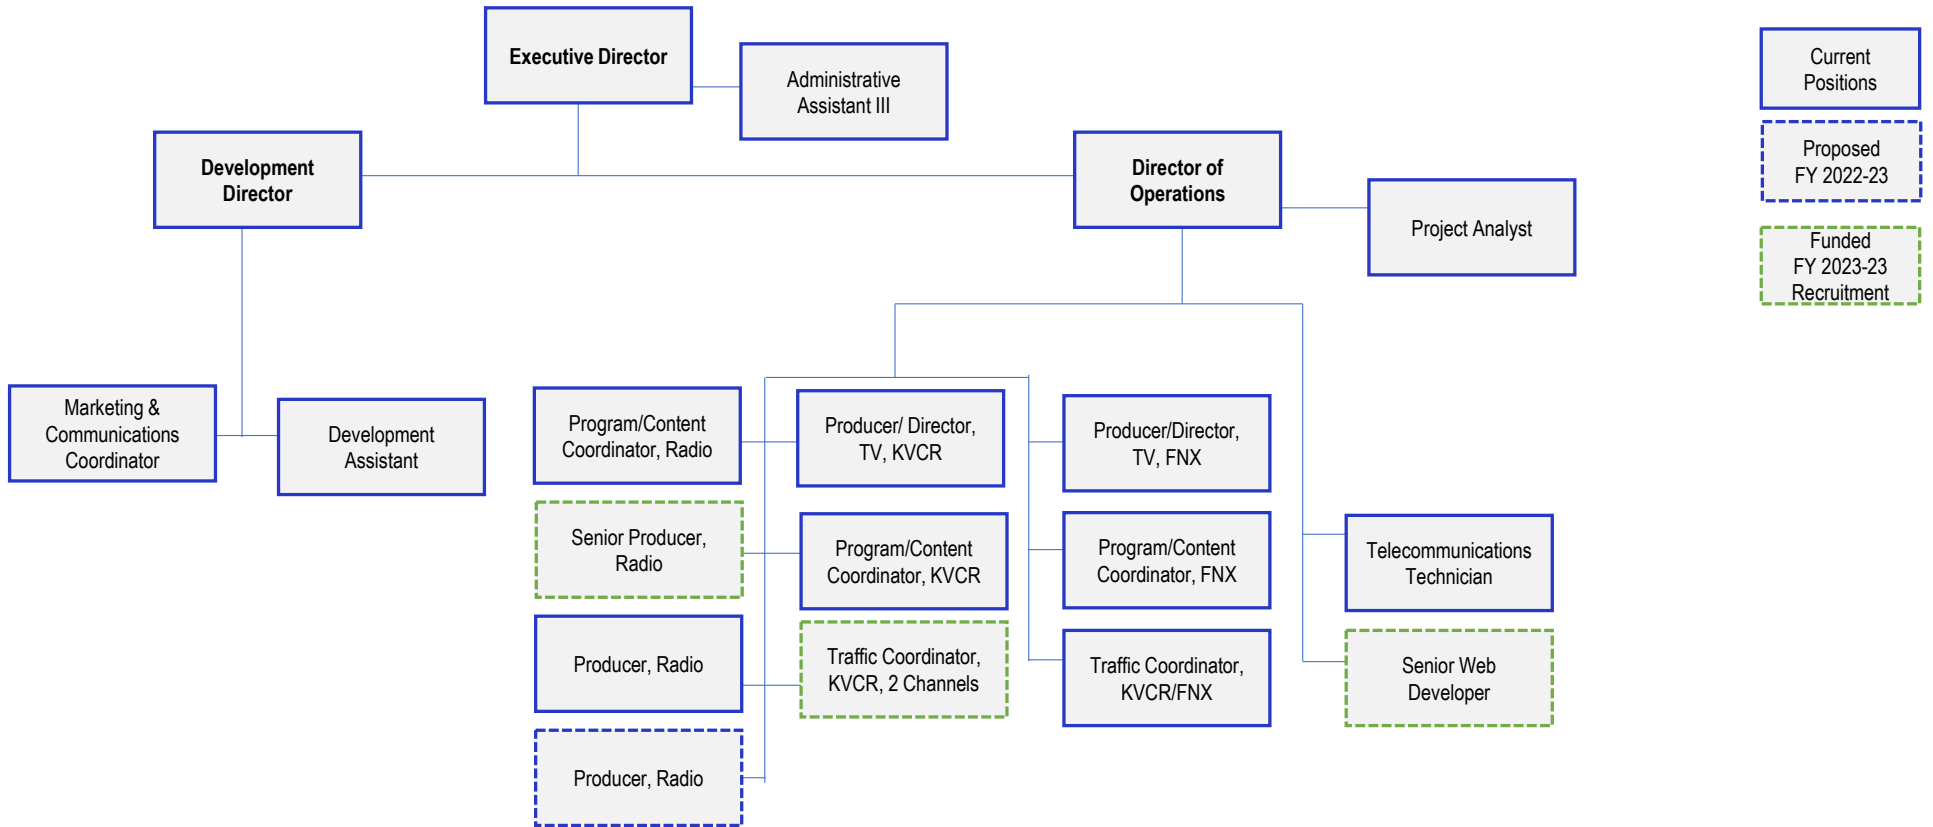 Executive Director
Administrative
Assistant III
Current
Positions
Proposed
FY 2022-23
Funded
FY 2023-23
Recruitment
Development
Director
Director of
Operations
Project Analyst
Marketing &
Communications
Coordinator
Development
Assistant
Program/Content
Coordinator, Radio
Producer/ Director,
TV, KVCR
Producer/Director,
TV, FNX
Senior Producer,
Radio
Program/Content
Coordinator, KVCR
Program/Content
Coordinator, FNX
Telecommunications
Technician
Producer, Radio
Traffic Coordinator,
KVCR, 2 Channels
Traffic Coordinator,
KVCR/FNX
Senior Web
Developer
Producer, Radio